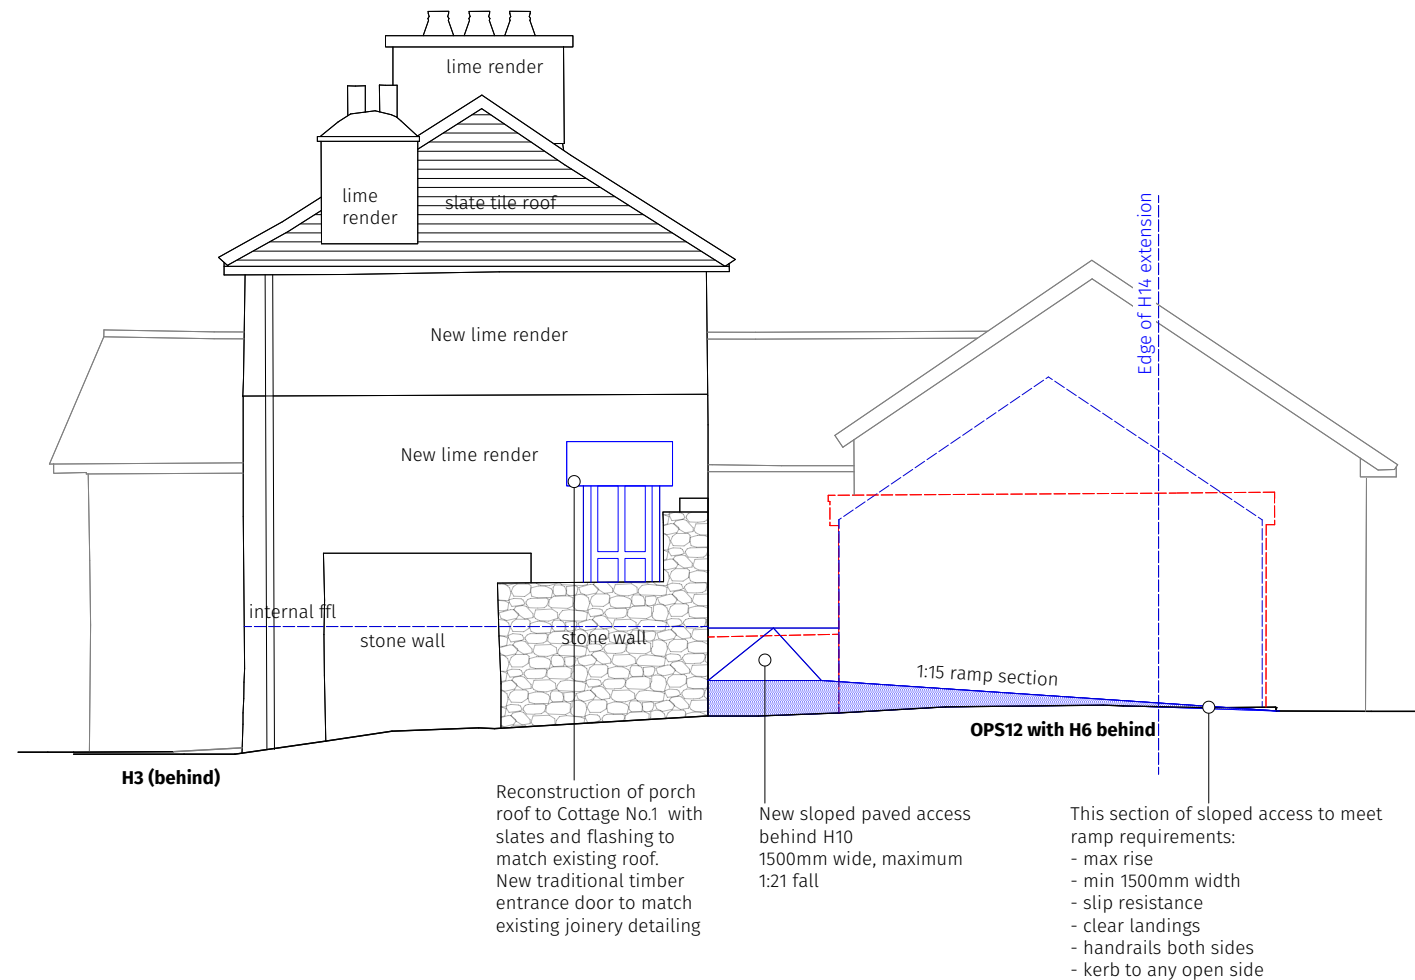 lime render
lime
render
slate tile roof
Edge of H14 extension
New lime render
New lime render
internal ffl
stone wall
stone wall
1:15 ramp section
OPS12 with H6 behind
H3 (behind)
Reconstruction of porch
roof to Cottage No.1 with
slates and flashing to
match existing roof.
New traditional timber
entrance door to match
existing joinery detailing
New sloped paved access
behind H10
1500mm wide, maximum
1:21 fall
This section of sloped access to meet
ramp requirements:
- max rise
- min 1500mm width
- slip resistance
- clear landings
- handrails both sides
- kerb to any open side